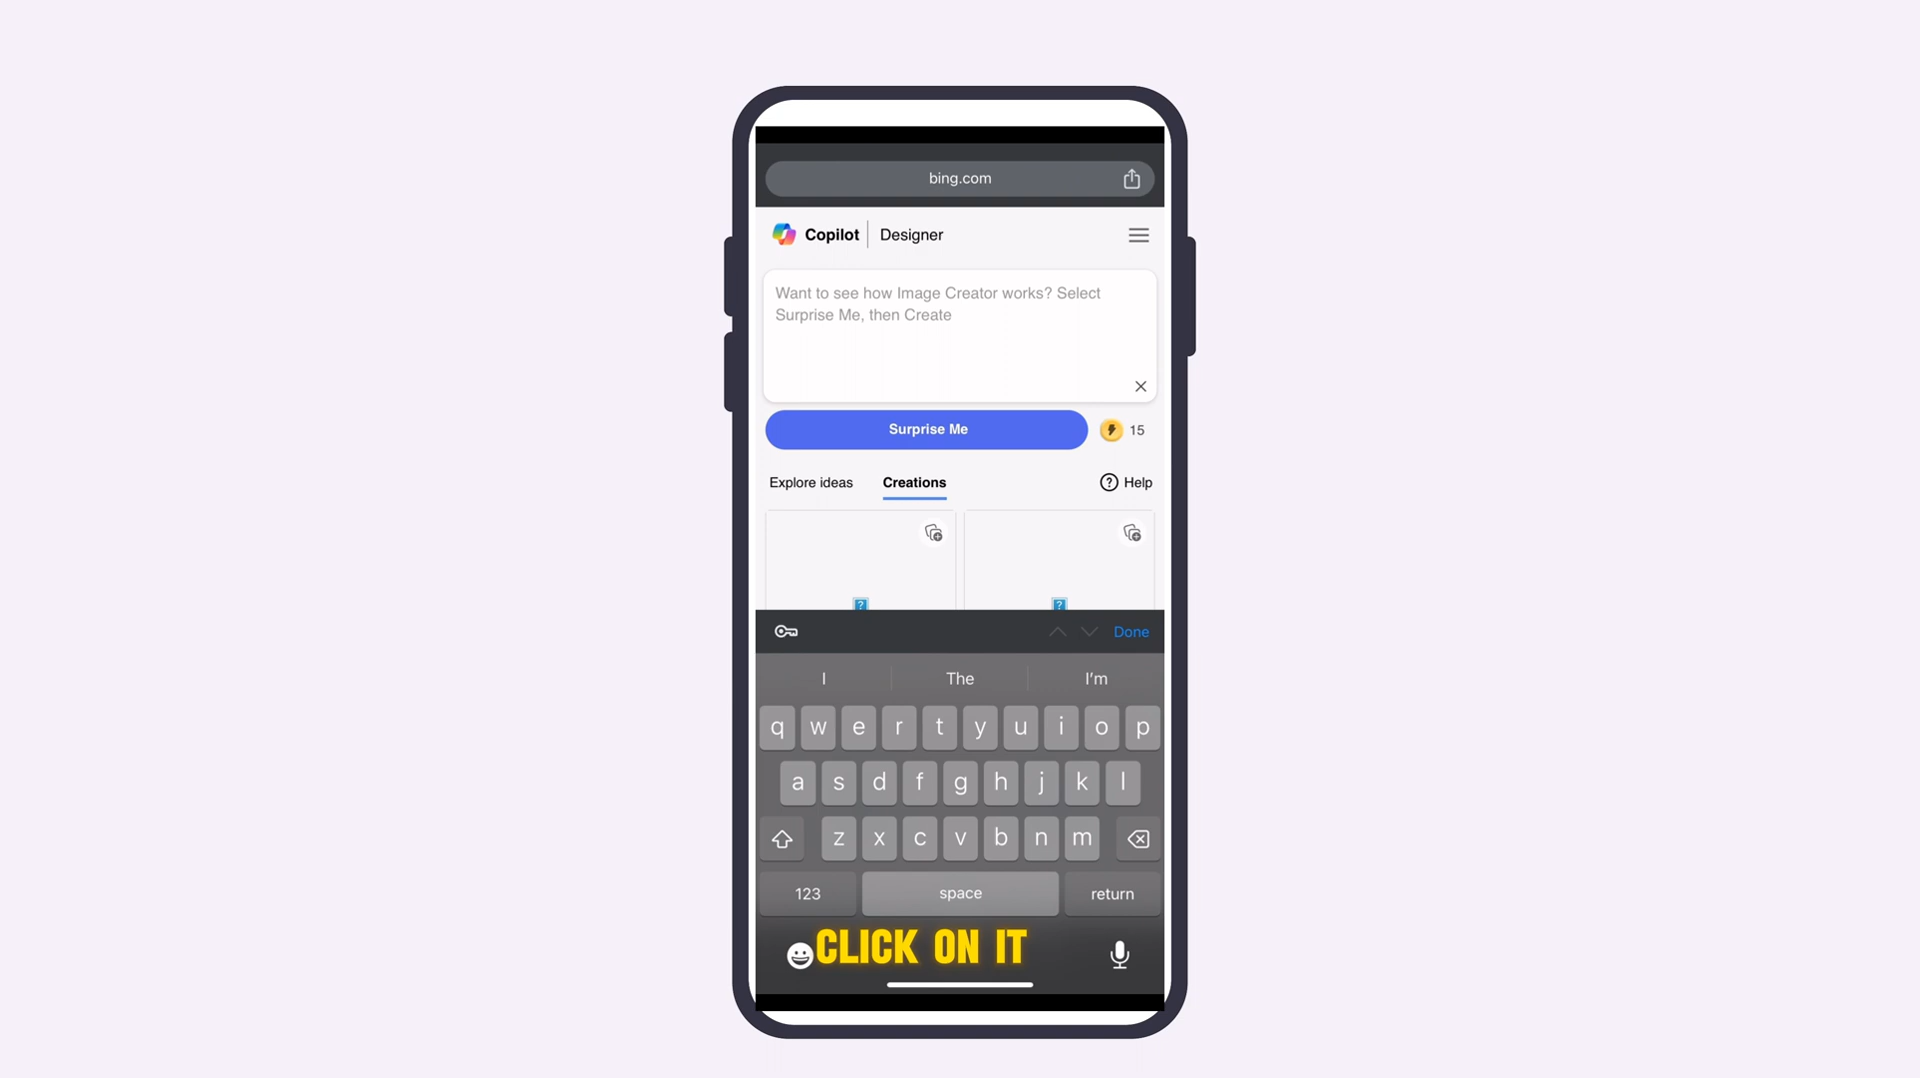 bing.com
Copilot | Designer
Want to see how Image Creator works? Select
Surprise Me, then Create
Surprise Me
15
Explore ideas
Creations
? Help
?
?
Done
I
The
I'm
q w e r t y u i o p
a s d f g h j k l
z x c v b n m
123
space
return
CLICK ON IT